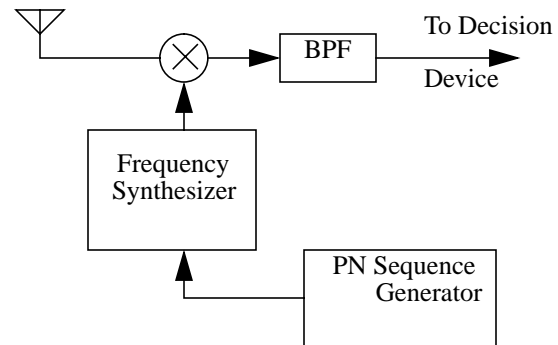 To Decision
BPF
Device
Frequency
Synthesizer
PN Sequence
Generator